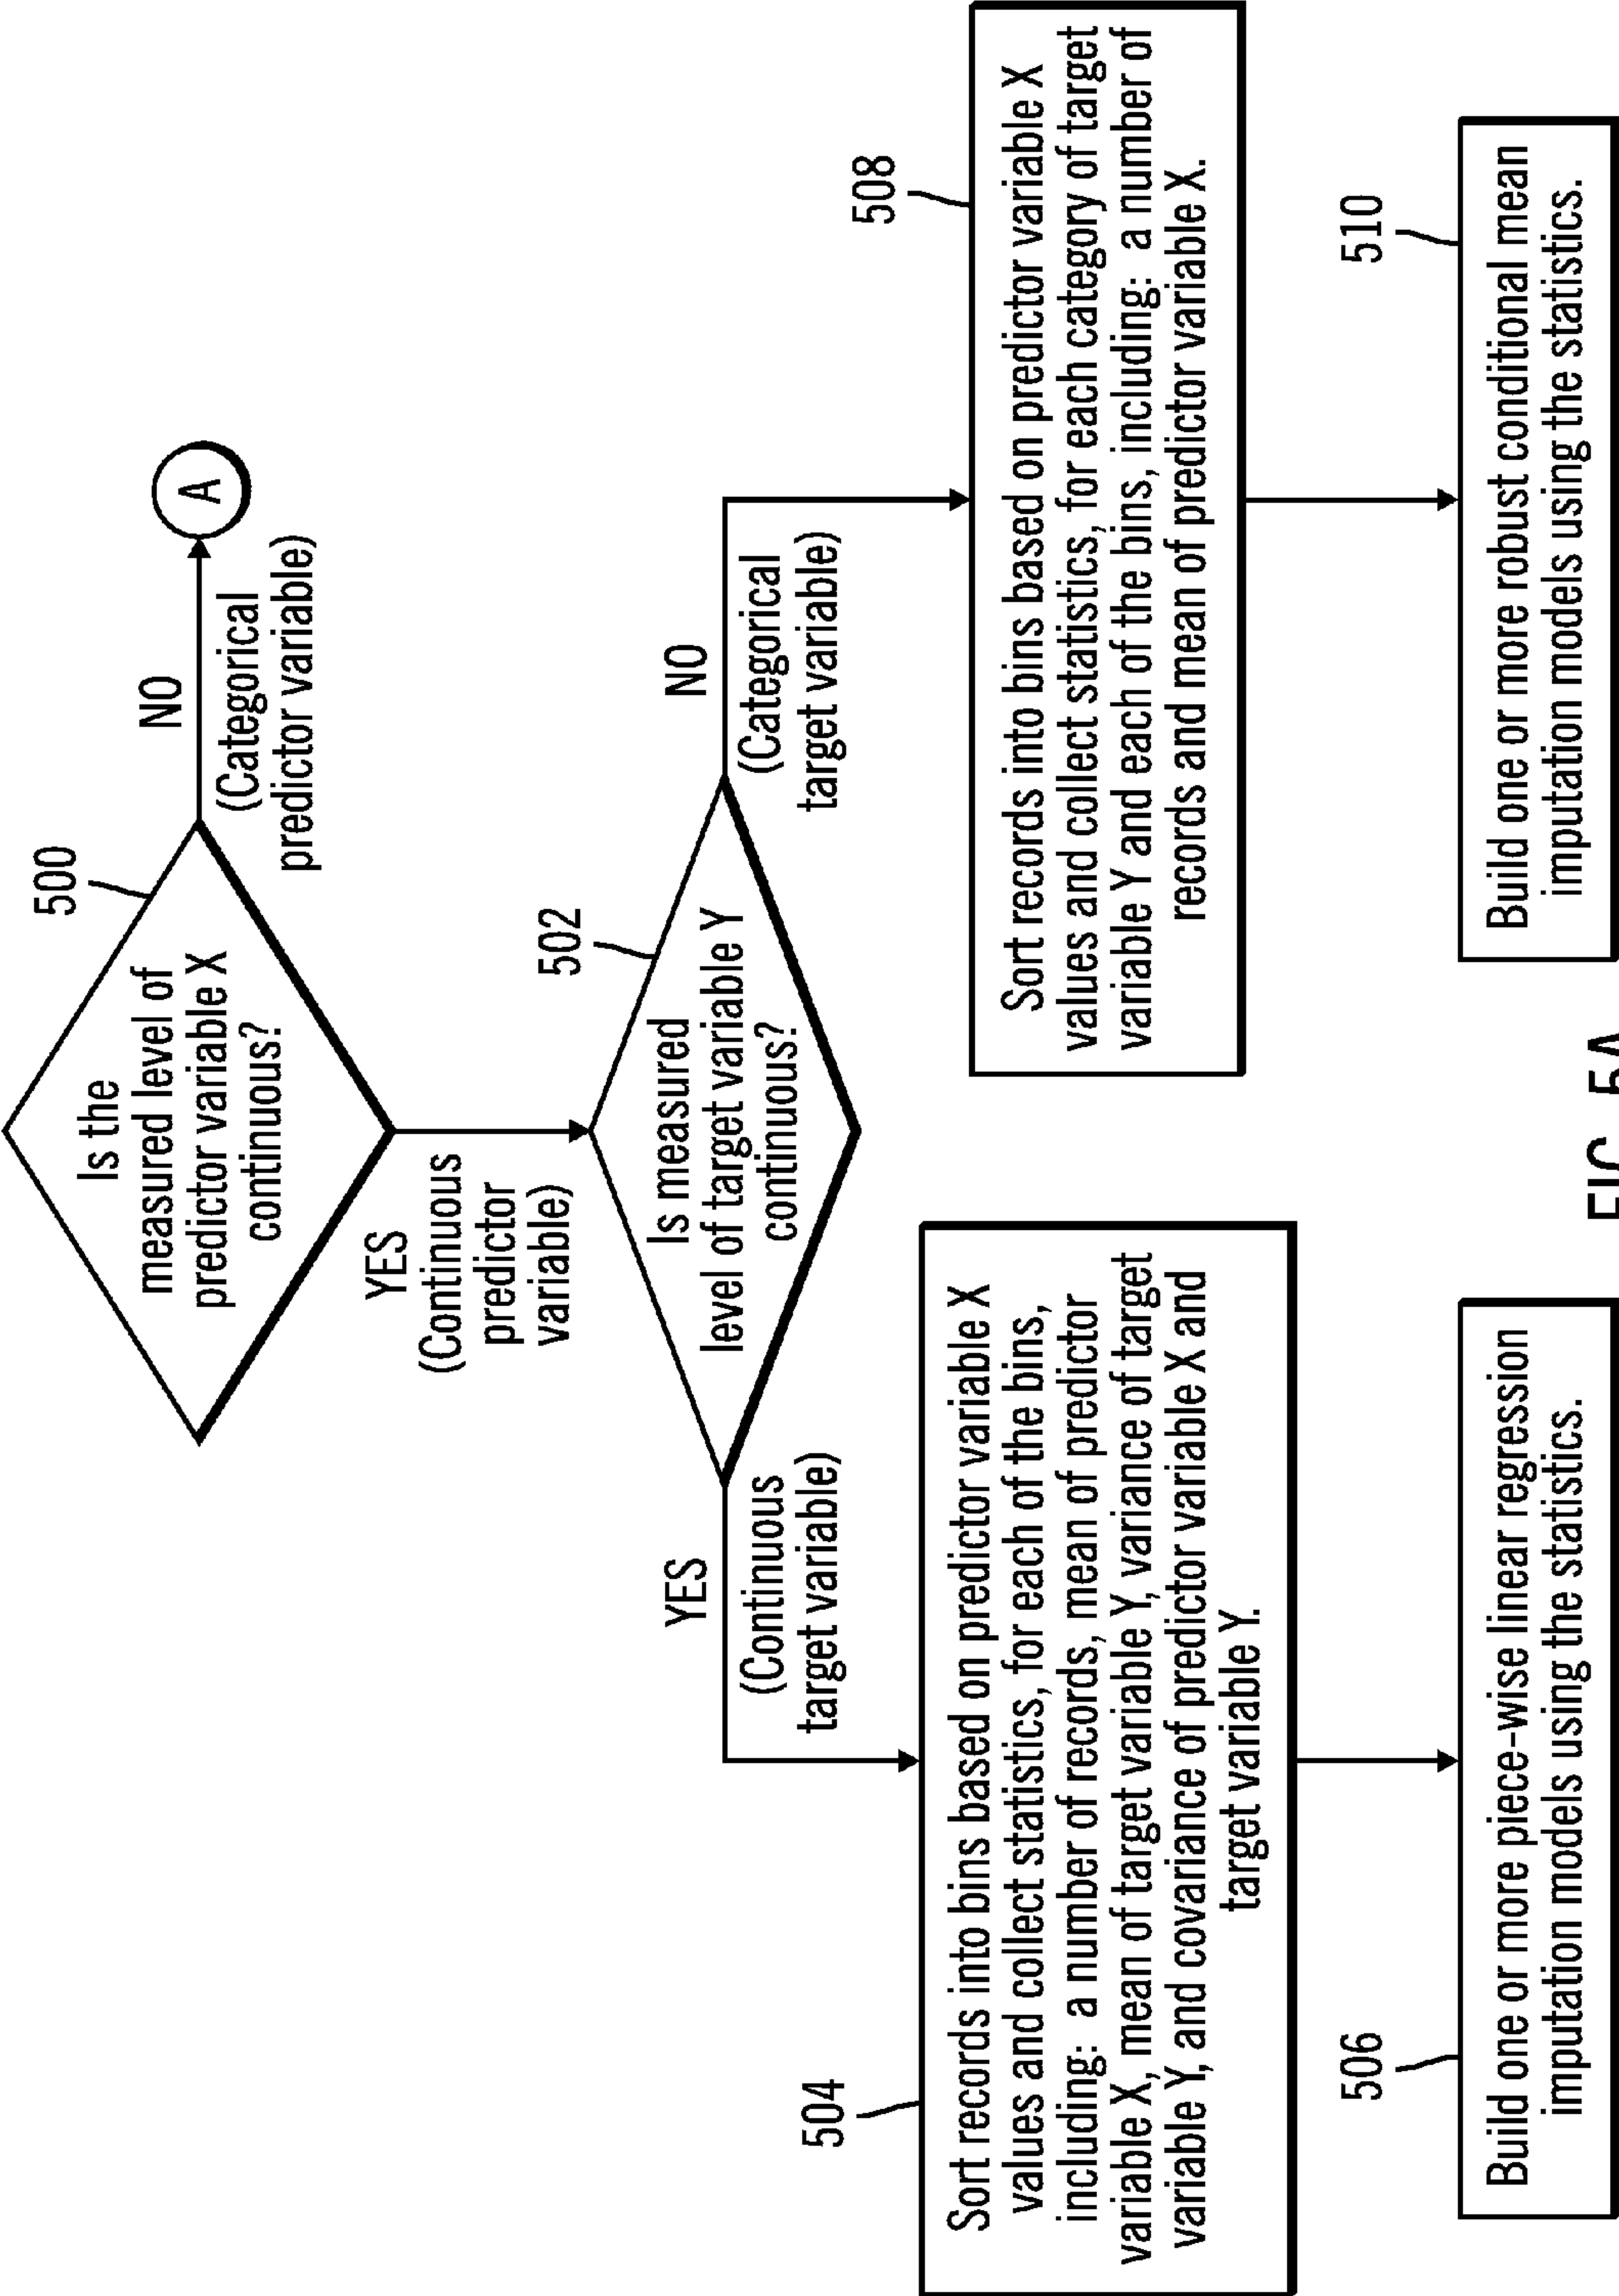 500
Is the
measured level of
predictor variable X
continuous?
NO
(Categorical
predictor variable)
A
YES
(Continuous
predictor
variable)
502
Is measured
level of target variable Y
continuous?
YES
(Continuous
target variable)
NO
(Categorical
target variable)
504
Sort records into bins based on predictor variable X
values and collect statistics, for each of the bins,
including: a number of records, mean of predictor
variable X, mean of target variable Y, variance of target
variable Y, and covariance of predictor variable X and
target variable Y.
508
Sort records into bins based on predictor variable X
values and collect statistics, for each category of target
variable Y and each of the bins, including: a number of
records and mean of predictor variable X.
506
Build one or more piece-wise linear regression
imputation models using the statistics.
510
Build one or more robust conditional mean
imputation models using the statistics.
FIG. 5A